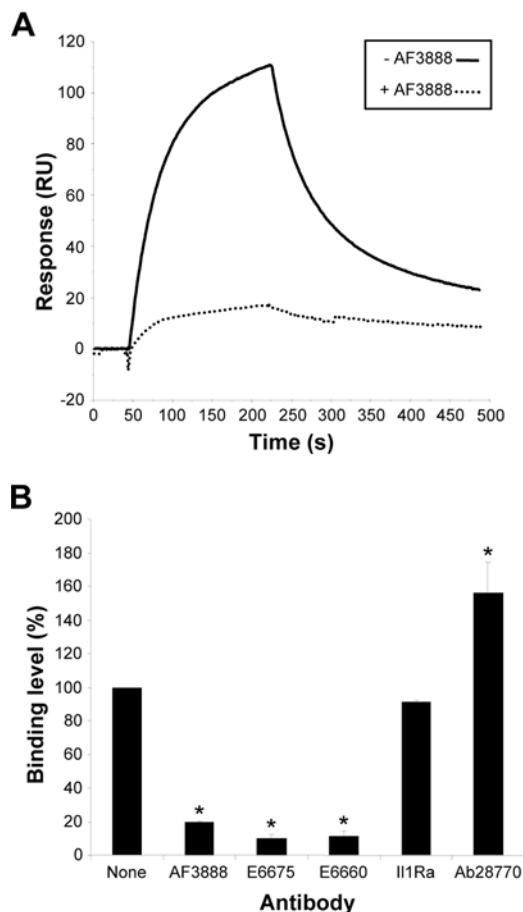 A
120
100
80
60
40
20
0
-20
Response (RU)
- AF3888
+ AF3888
0 50 100 150 200 250 300 350 400 450 500
Time (s)
B
200
180
160
140
120
100
80
60
40
20
0
Binding level (%)
*
*
*
*
None AF3888 E6675 E6660 Il1Ra Ab28770
Antibody